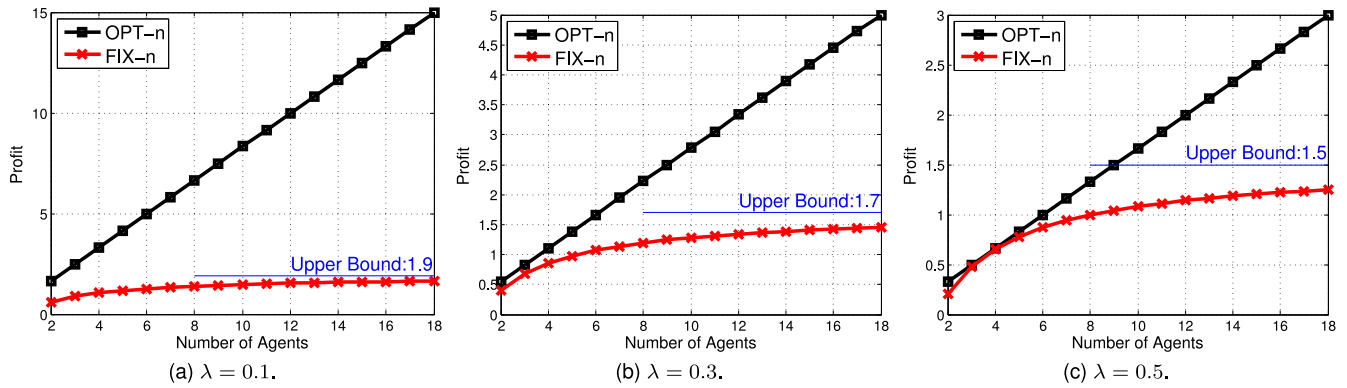 15
10
5
0
Profit
OPT−n
FIX−n
Upper Bound:1.9
2 4 6 8 10 12 14 16 18
Number of Agents
(a) λ = 0.1.
5
4.5
4
3.5
3
2.5
2
1.5
1
0.5
0
Profit
OPT−n
FIX−n
Upper Bound:1.7
2 4 6 8 10 12 14 16 18
Number of Agents
(b) λ = 0.3.
3
2.5
2
1.5
1
0.5
0
Profit
OPT−n
FIX−n
Upper Bound:1.5
2 4 6 8 10 12 14 16 18
Number of Agents
(c) λ = 0.5.